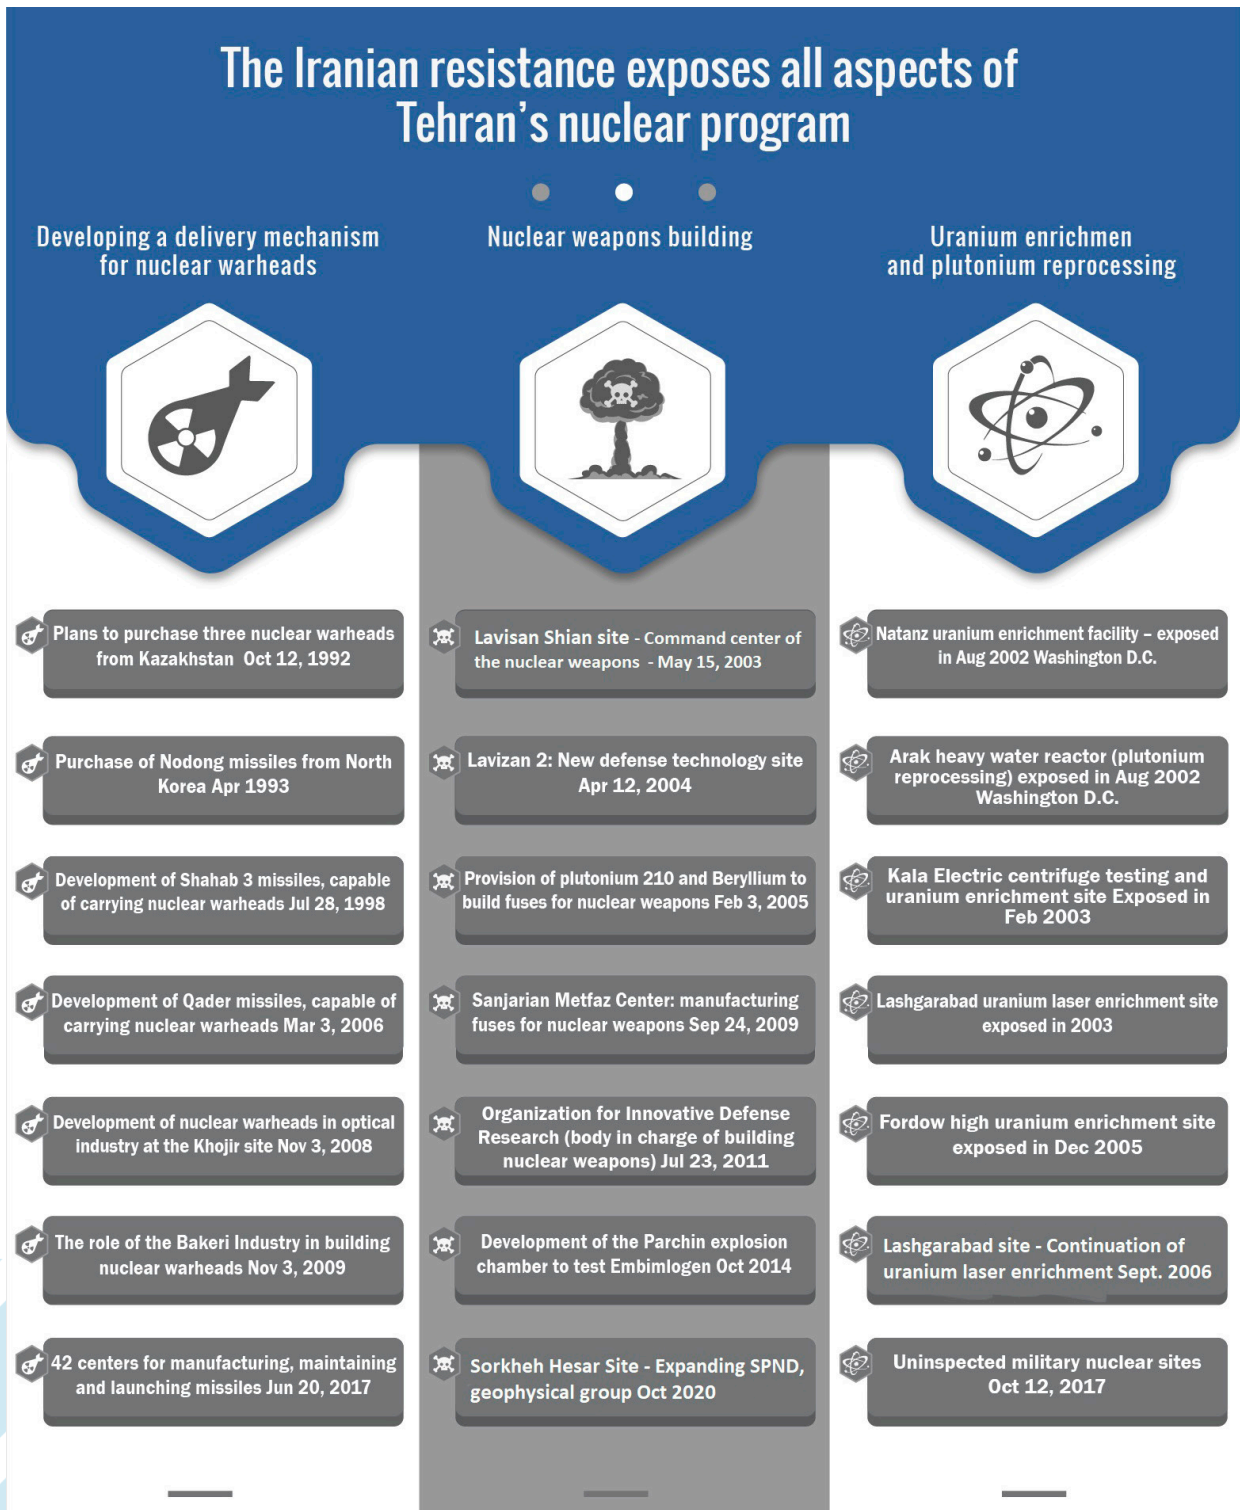 The Iranian resistance exposes all aspects of
Tehran's nuclear program
Developing a delivery mechanism
for nuclear warheads
Plans to purchase three nuclear warheads
from Kazakhstan Oct 12, 1992
Purchase of Nodong missiles from North
Korea Apr 1993
Development of Shahab 3 missiles, capable
of carrying nuclear warheads Jul 28, 1998
Development of Qader missiles, capable of
carrying nuclear warheads Mar 3, 2006
Development of nuclear warheads in optical
industry at the Khojir site Nov 3, 2008
The role of the Bakeri Industry in building
nuclear warheads Nov 3, 2009
42 centers for manufacturing, maintaining
and launching missiles Jun 20, 2017
Nuclear weapons building
Lavisan Shian site - Command center of
the nuclear weapons - May 15, 2003
Lavizan 2: New defense technology site
Apr 12, 2004
Provision of plutonium 210 and Beryllium to
build fuses for nuclear weapons Feb 3, 2005
Sanjarian Metfaz Center: manufacturing
fuses for nuclear weapons Sep 24, 2009
Organization for Innovative Defense
Research (body in charge of building
nuclear weapons) Jul 23, 2011
Development of the Parchin explosion
chamber to test Embimlogen Oct 2014
Sorkheh Hesar Site - Expanding SPND,
geophysical group Oct 2020
Uranium enrichmen
and plutonium reprocessing
Natanz uranium enrichment facility – exposed
in Aug 2002 Washington D.C.
Arak heavy water reactor (plutonium
reprocessing) exposed in Aug 2002
Washington D.C.
Kala Electric centrifuge testing and
uranium enrichment site Exposed in
Feb 2003
Lashgarabad uranium laser enrichment site
exposed in 2003
Fordow high uranium enrichment site
exposed in Dec 2005
Lashgarabad site - Continuation of
uranium laser enrichment Sept. 2006
Uninspected military nuclear sites
Oct 12, 2017